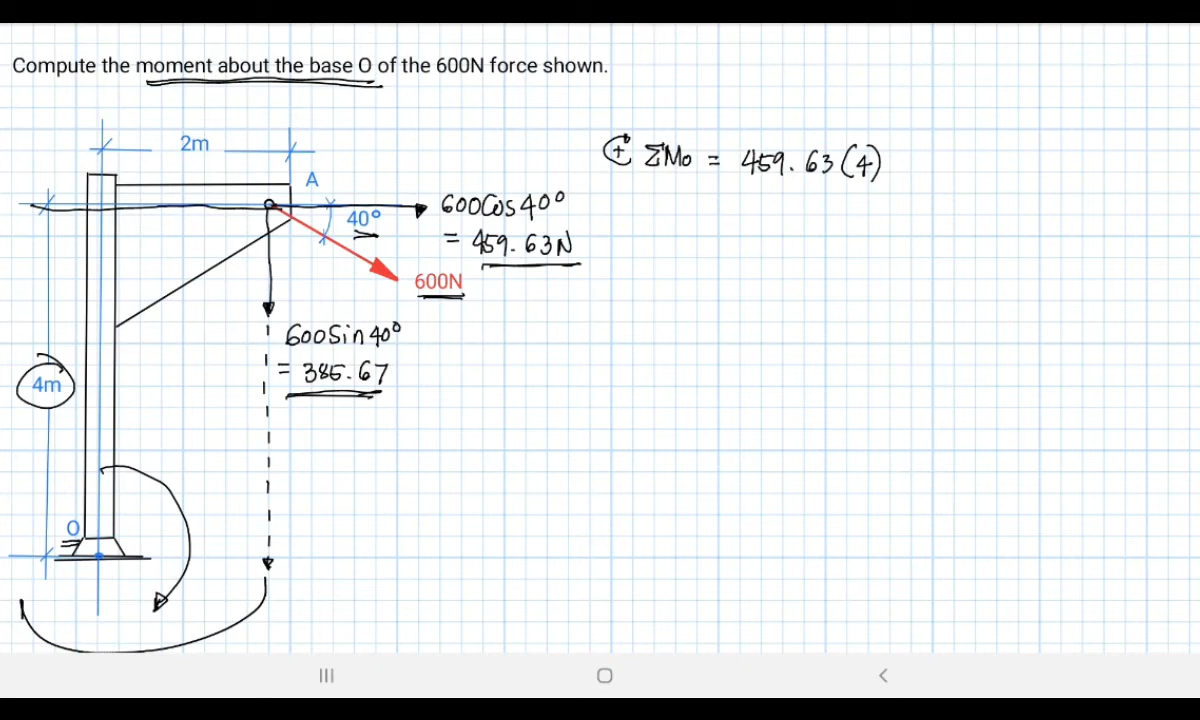 Compute the moment about the base O of the 600N force shown.
2m
A
40°
600Cos40°
= 459.63N
600N
600Sin40°
= 385.67
4m
O
+ ΣMo = 459.63(4)